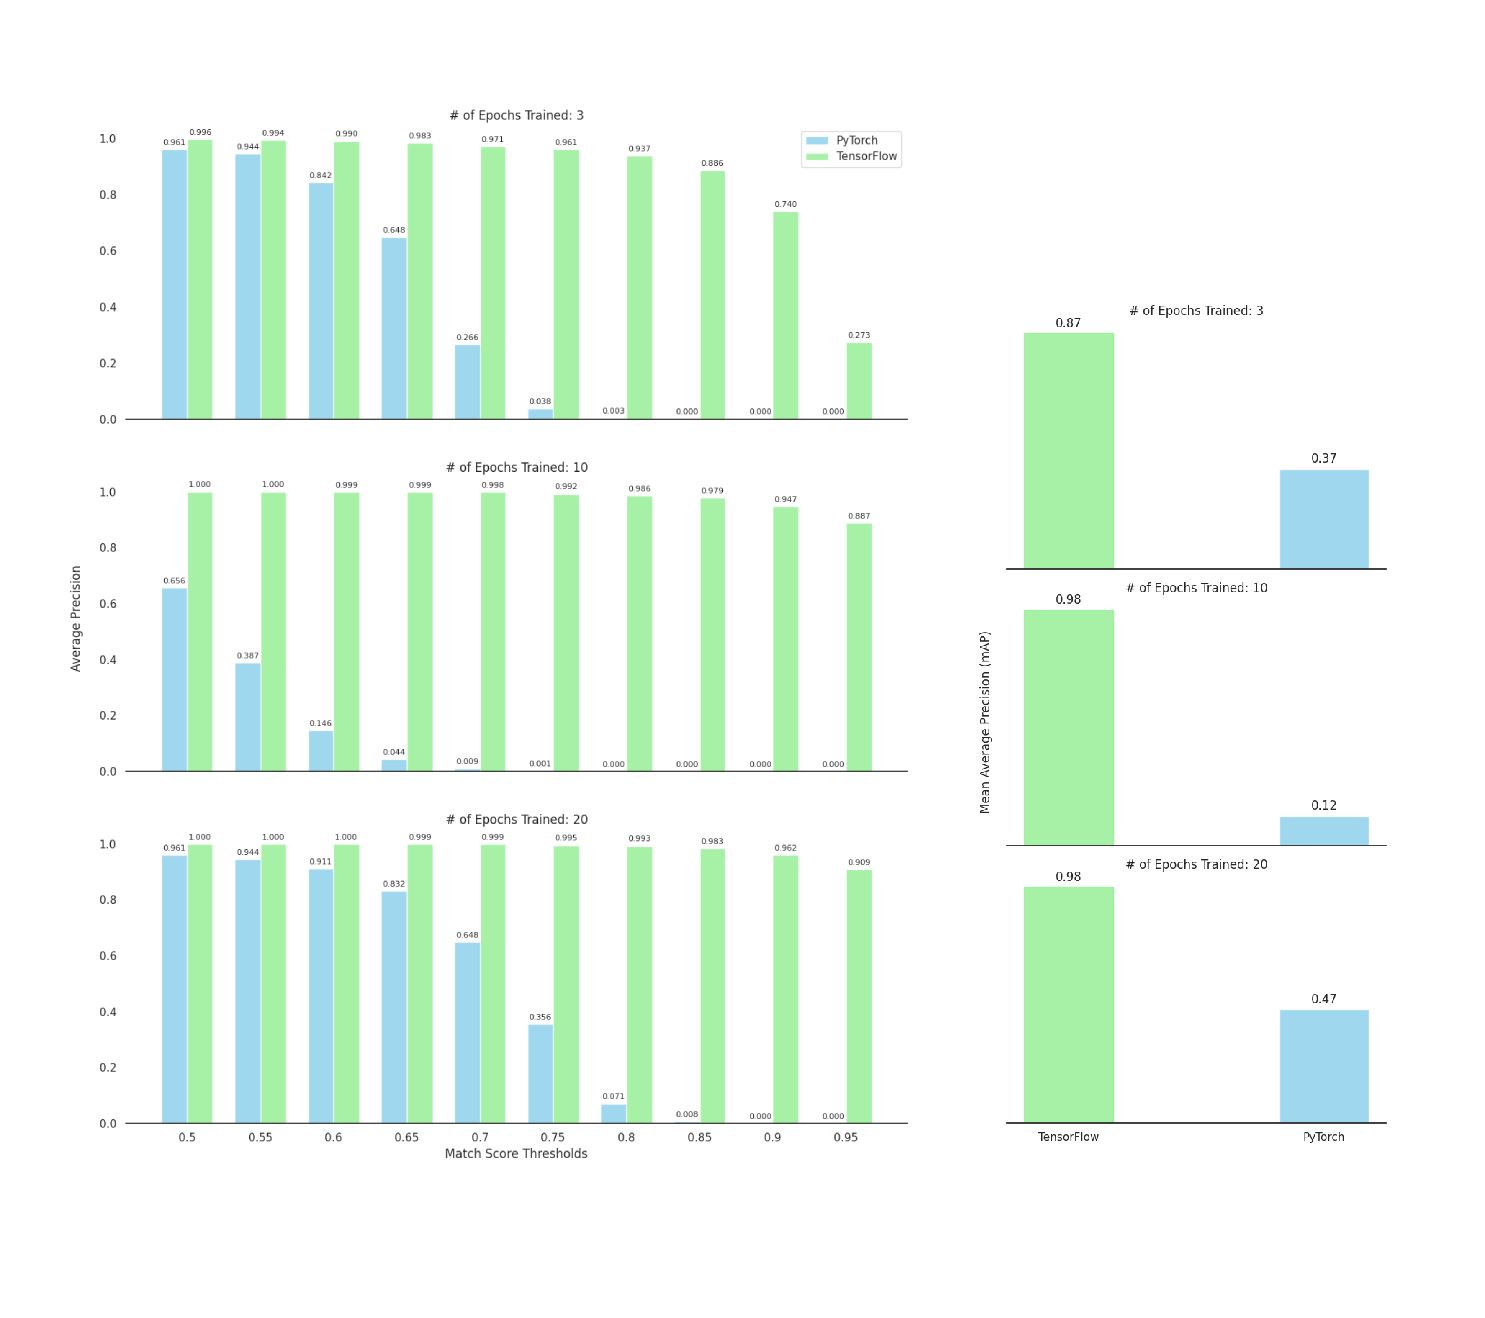 # of Epochs Trained: 3
PyTorch
TensorFlow
1.0
0.8
0.6
0.4
0.2
0.0
0.961 0.996 0.944 0.994 0.842 0.990 0.648 0.983 0.266 0.971 0.038 0.961 0.003 0.937 0.000 0.886 0.000 0.740 0.000 0.273
# of Epochs Trained: 10
1.0
0.8
0.6
0.4
0.2
0.0
0.656 1.000 0.387 1.000 0.146 0.999 0.044 0.999 0.009 0.998 0.001 0.992 0.000 0.986 0.000 0.979 0.000 0.947 0.000 0.887
Average Precision
# of Epochs Trained: 20
1.0
0.8
0.6
0.4
0.2
0.0
0.961 1.000 0.944 1.000 0.911 1.000 0.832 0.999 0.648 0.999 0.356 0.995 0.071 0.993 0.008 0.983 0.000 0.962 0.000 0.909
0.5 0.55 0.6 0.65 0.7 0.75 0.8 0.85 0.9 0.95
Match Score Thresholds
# of Epochs Trained: 3
0.87
0.37
# of Epochs Trained: 10
0.98
0.12
Mean Average Precision (mAP)
# of Epochs Trained: 20
0.98
0.47
TensorFlow PyTorch